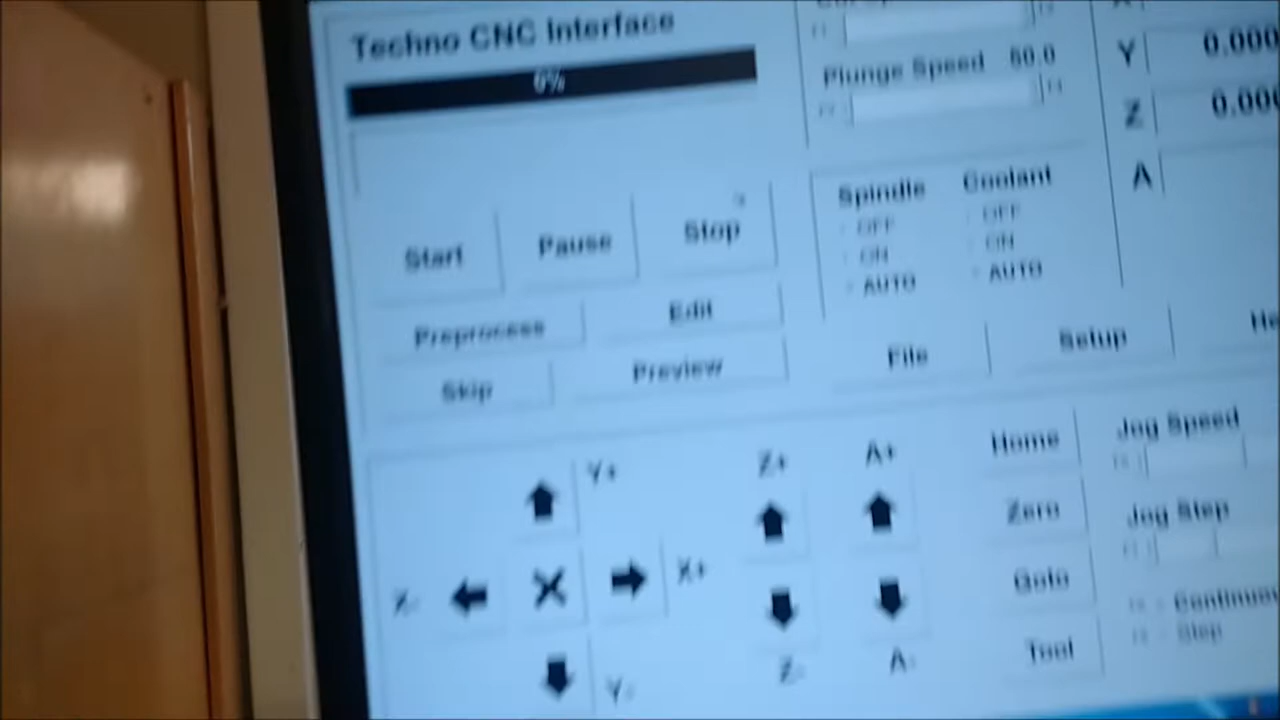 Techno CNC Interface
0%
Plunge Speed 50.0
Y 0.000
Z 0.000
A
Spindle Coolant
OFF OFF
ON ON
AUTO AUTO
Start Pause Stop
Preprocess Edit
Skip Preview
File Setup
Y+ Z+ A+
X- X+
Y- Z- A-
Home
Zero
Goto
Tool
Jog Speed
Jog Step
Step